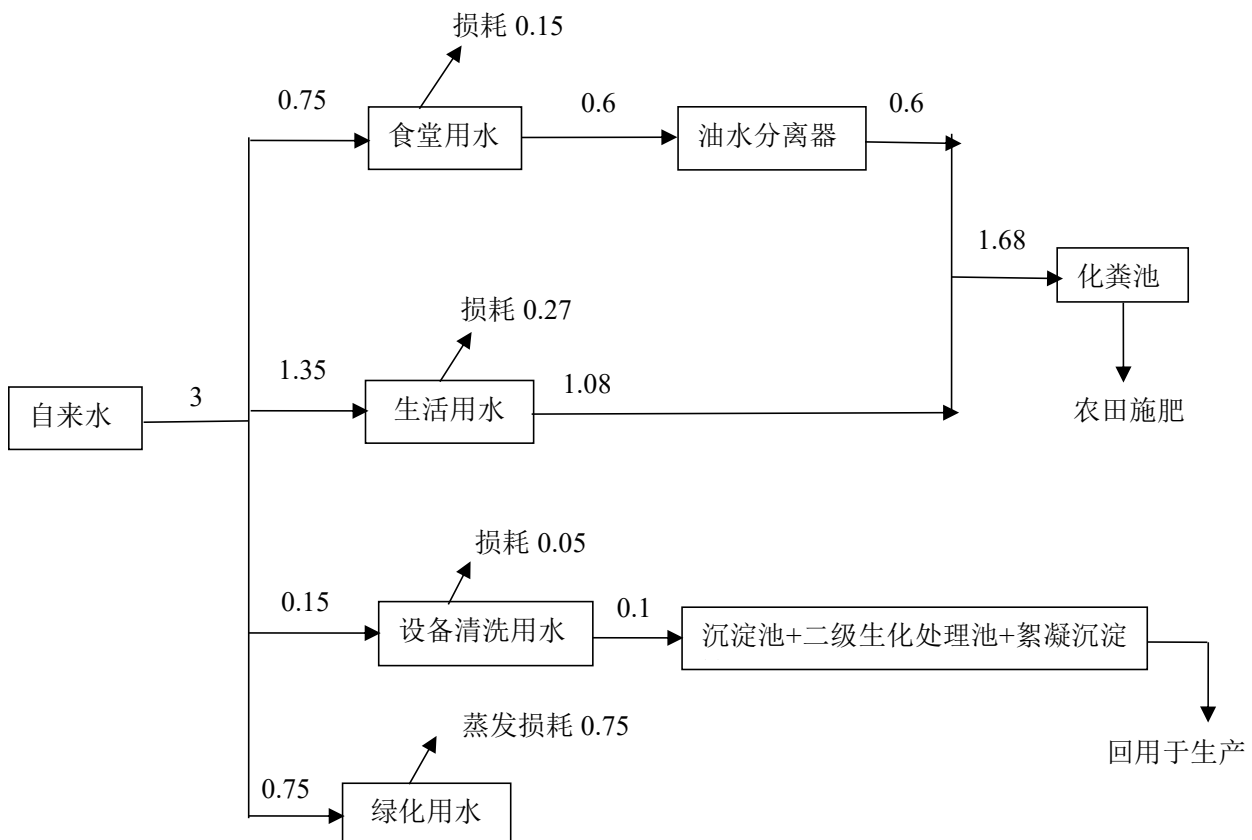 损耗 0.15
0.75
食堂用水
0.6
油水分离器
0.6
1.68
化粪池
农田施肥
损耗 0.27
1.35
生活用水
1.08
自来水
3
损耗 0.05
0.15
设备清洗用水
0.1
沉淀池+二级生化处理池+絮凝沉淀
回用于生产
蒸发损耗 0.75
0.75
绿化用水